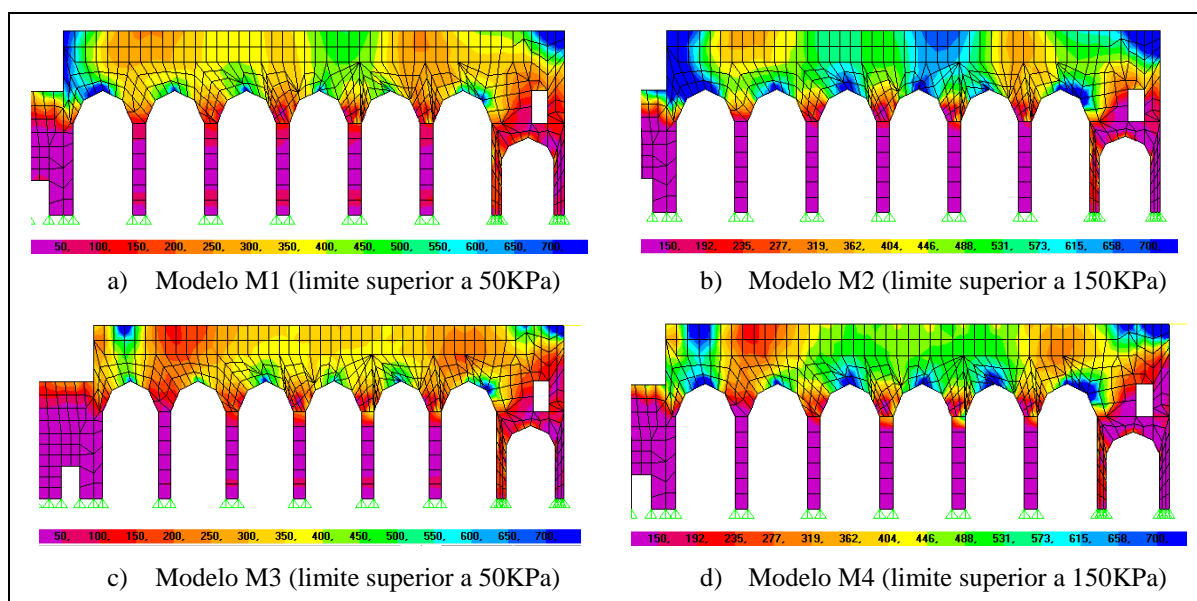 50, 100, 150, 200, 250, 300, 350, 400, 450, 500, 550, 600, 650, 700,
150, 192, 235, 277, 319, 362, 404, 446, 488, 531, 573, 615, 658, 700,
a) Modelo M1 (limite superior a 50KPa)
b) Modelo M2 (limite superior a 150KPa)
50, 100, 150, 200, 250, 300, 350, 400, 450, 500, 550, 600, 650, 700,
150, 192, 235, 277, 319, 362, 404, 446, 488, 531, 573, 615, 658, 700,
c) Modelo M3 (limite superior a 50KPa)
d) Modelo M4 (limite superior a 150KPa)